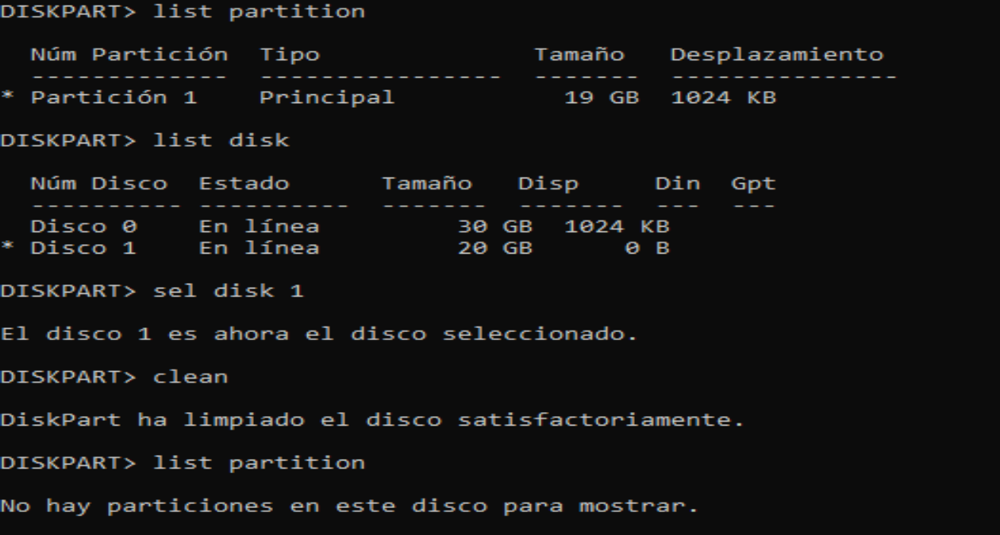 DISKPART> list partition
  Núm Partición  Tipo              Tamaño   Desplazamiento
  -------------  ----------------  -------  ---------------
* Partición 1    Principal           19 GB  1024 KB
DISKPART> list disk
  Núm Disco  Estado      Tamaño   Disp     Din  Gpt
  ---------- ----------  -------  -------  ---  ---
  Disco 0    En línea         30 GB  1024 KB
* Disco 1    En línea         20 GB      0 B
DISKPART> sel disk 1
El disco 1 es ahora el disco seleccionado.
DISKPART> clean
DiskPart ha limpiado el disco satisfactoriamente.
DISKPART> list partition
No hay particiones en este disco para mostrar.